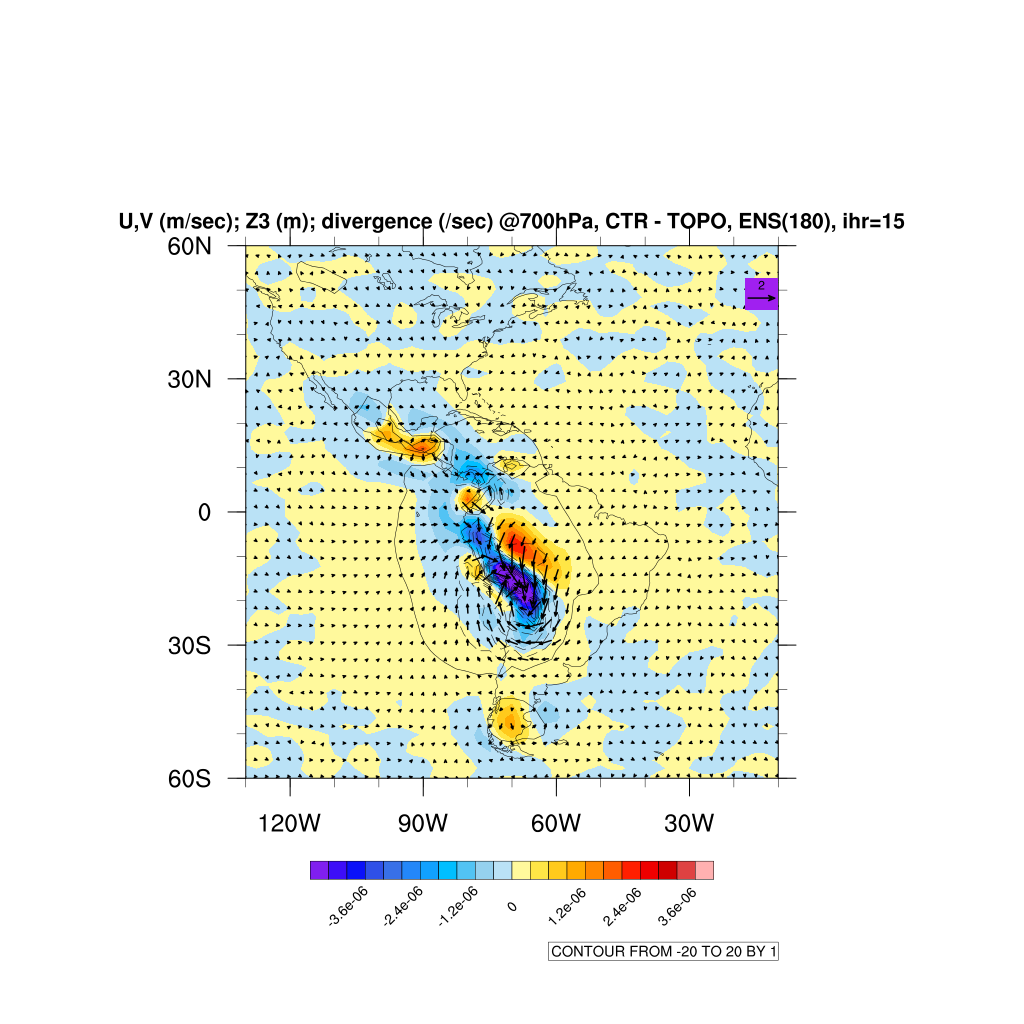 U,V (m/sec); Z3 (m); divergence (/sec) @700hPa, CTR - TOPO, ENS(180), ihr=15
60N
2
30N
0
30S
60S
120W 90W 60W 30W
-3.6e-06 -2.4e-06 -1.2e-06 0 1.2e-06 2.4e-06 3.6e-06
CONTOUR FROM -20 TO 20 BY 1